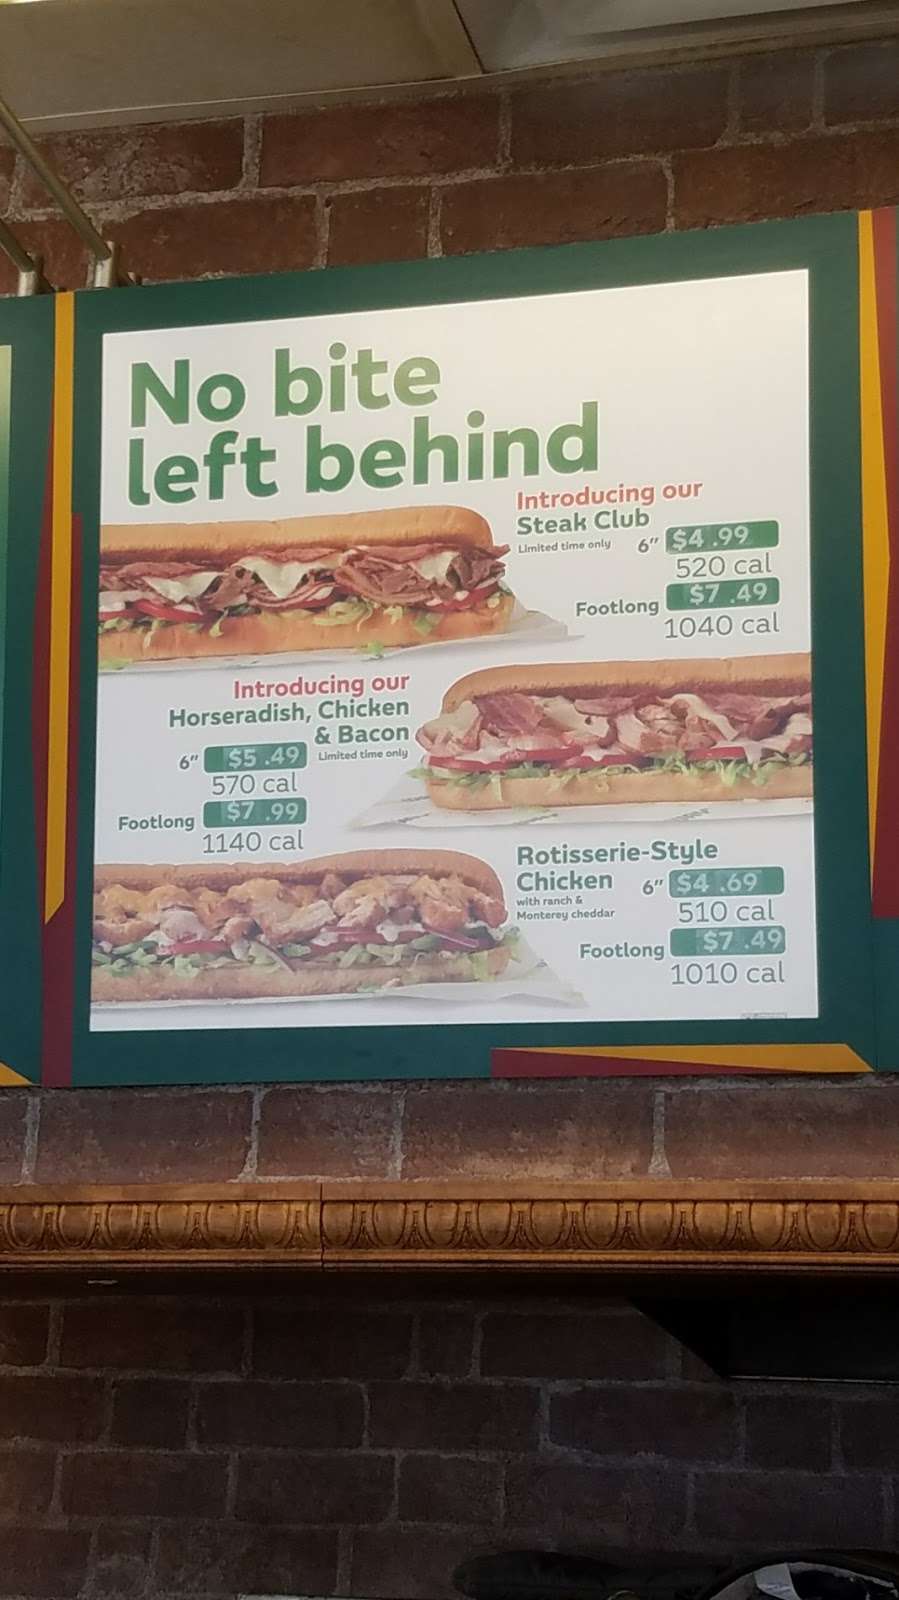 No bite
left behind
Introducing our
Steak Club
Limited time only
6" $4.99
520 cal
Footlong $7.49
1040 cal
Introducing our
Horseradish, Chicken
& Bacon
Limited time only
6" $5.49
570 cal
Footlong $7.99
1140 cal
Rotisserie-Style
Chicken
with ranch &
Monterey cheddar
6" $4.69
510 cal
Footlong $7.49
1010 cal